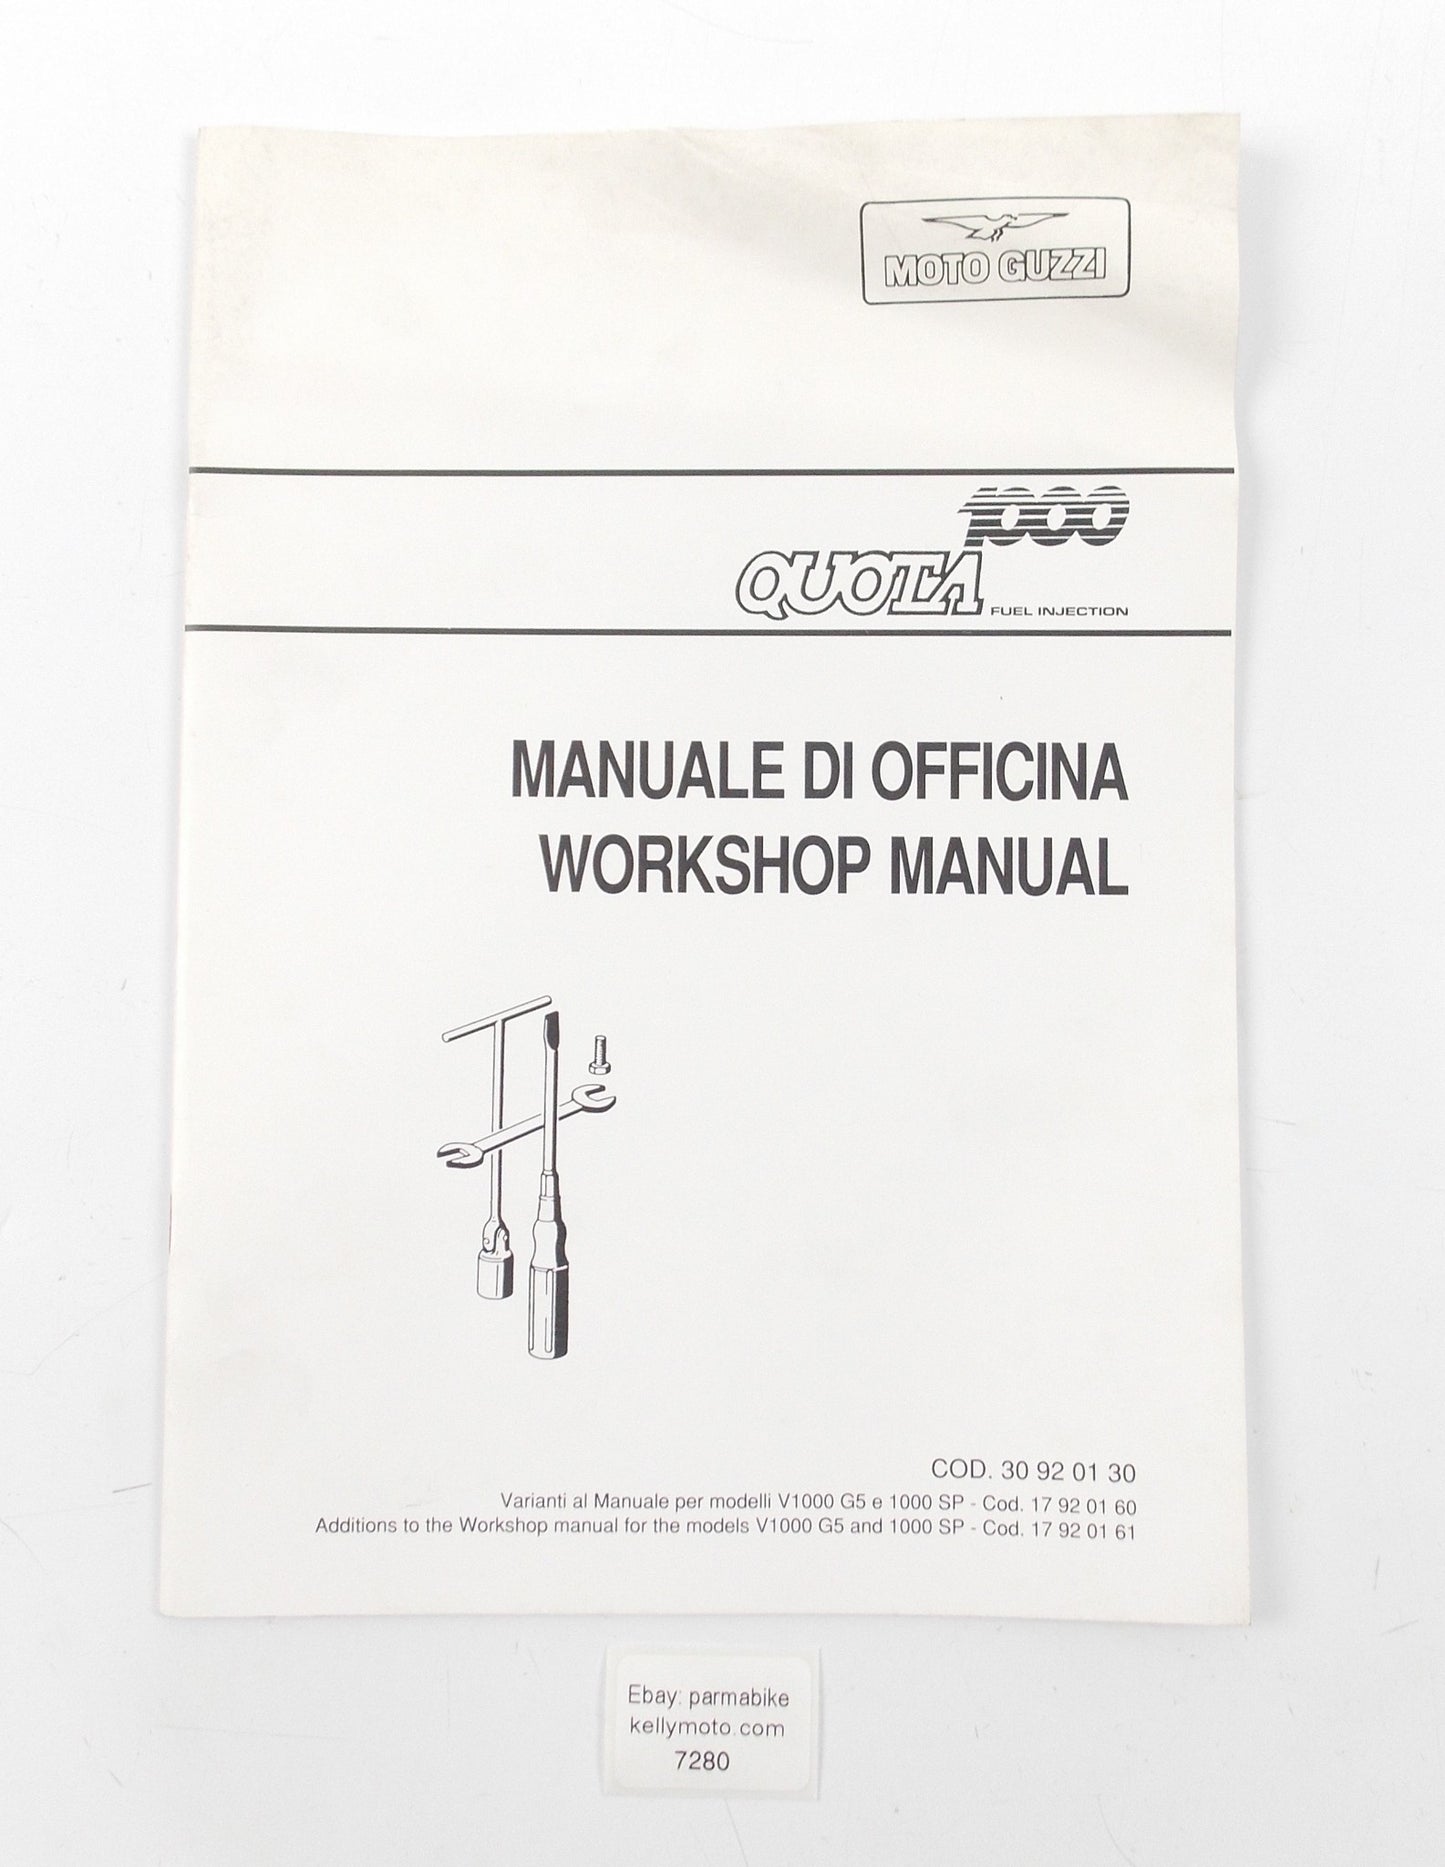 MOTO GUZZI
1000
QUOTA FUEL INJECTION
MANUALE DI OFFICINA
WORKSHOP MANUAL
COD. 30 92 01 30
Varianti al Manuale per modelli V1000 G5 e 1000 SP - Cod. 17 92 01 60
Additions to the Workshop manual for the models V1000 G5 and 1000 SP - Cod. 17 92 01 61
Ebay: parmabike
kellymoto.com
7280